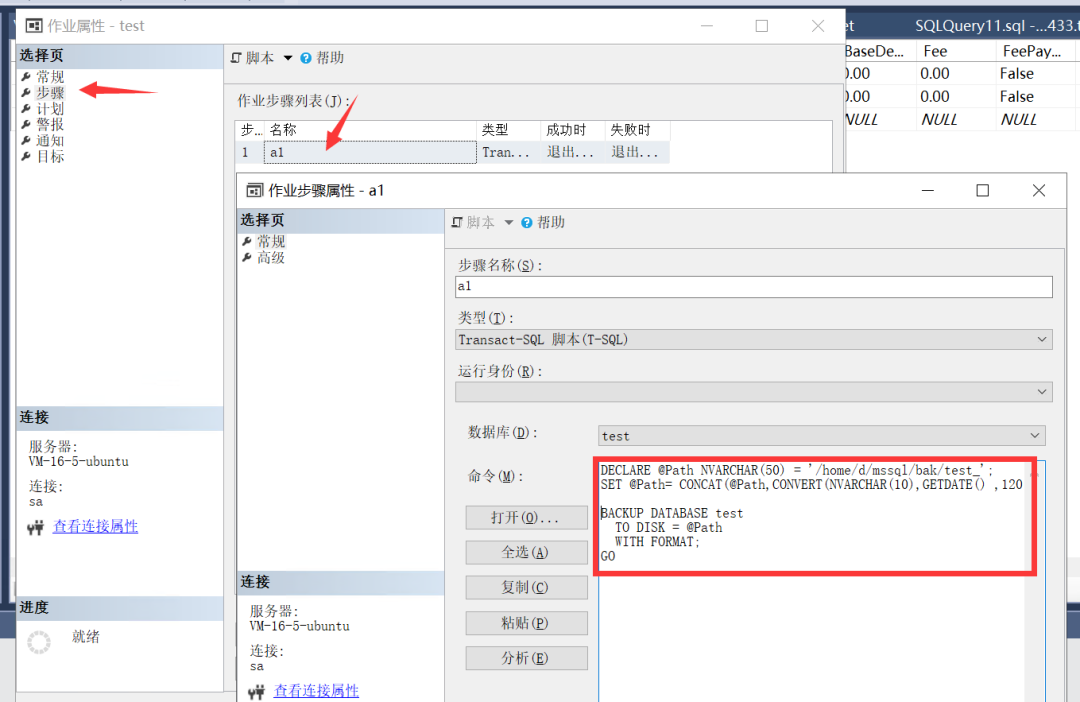 作业属性 - test
et
SQLQuery11.sql -...433.t
选择页
常规
步骤
计划
警报
通知
目标
脚本
帮助
作业步骤列表(J):
步...
名称
类型
成功时
失败时
1
a1
Tran...
退出...
退出...
BaseDe...
Fee
FeePay...
0.00
0.00
False
0.00
0.00
False
NULL
NULL
NULL
连接
服务器:
VM-16-5-ubuntu
连接:
sa
查看连接属性
进度
就绪
作业步骤属性 - a1
选择页
常规
高级
脚本
帮助
步骤名称(S):
a1
类型(T):
Transact-SQL 脚本(T-SQL)
运行身份(R):
数据库(D):
test
命令(M):
DECLARE @Path NVARCHAR(50) = '/home/d/mssql/bak/test_';
SET @Path= CONCAT(@Path,CONVERT(NVARCHAR(10),GETDATE() ,120
BACKUP DATABASE test
TO DISK = @Path
WITH FORMAT;
GO
打开(O)...
全选(A)
复制(C)
粘贴(P)
分析(E)
连接
服务器:
VM-16-5-ubuntu
连接:
sa
查看连接属性